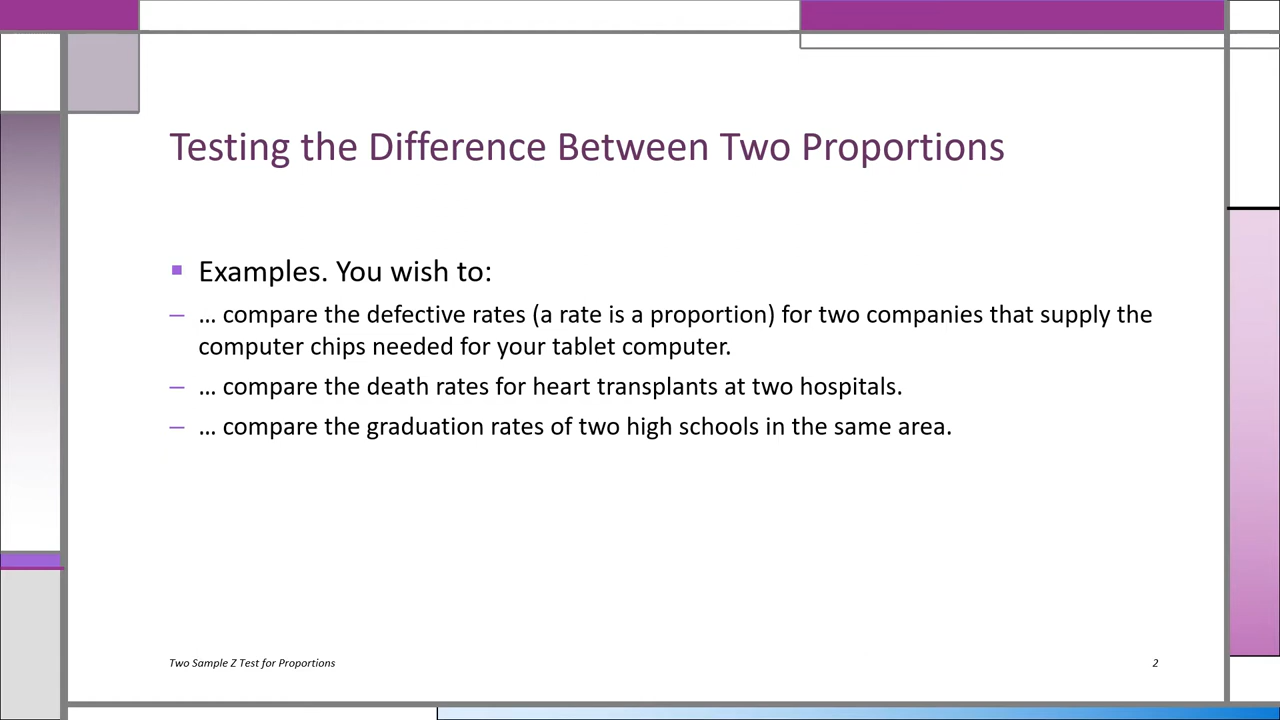 Testing the Difference Between Two Proportions
▪ Examples. You wish to:
– … compare the defective rates (a rate is a proportion) for two companies that supply the
computer chips needed for your tablet computer.
– … compare the death rates for heart transplants at two hospitals.
– … compare the graduation rates of two high schools in the same area.
Two Sample Z Test for Proportions
2